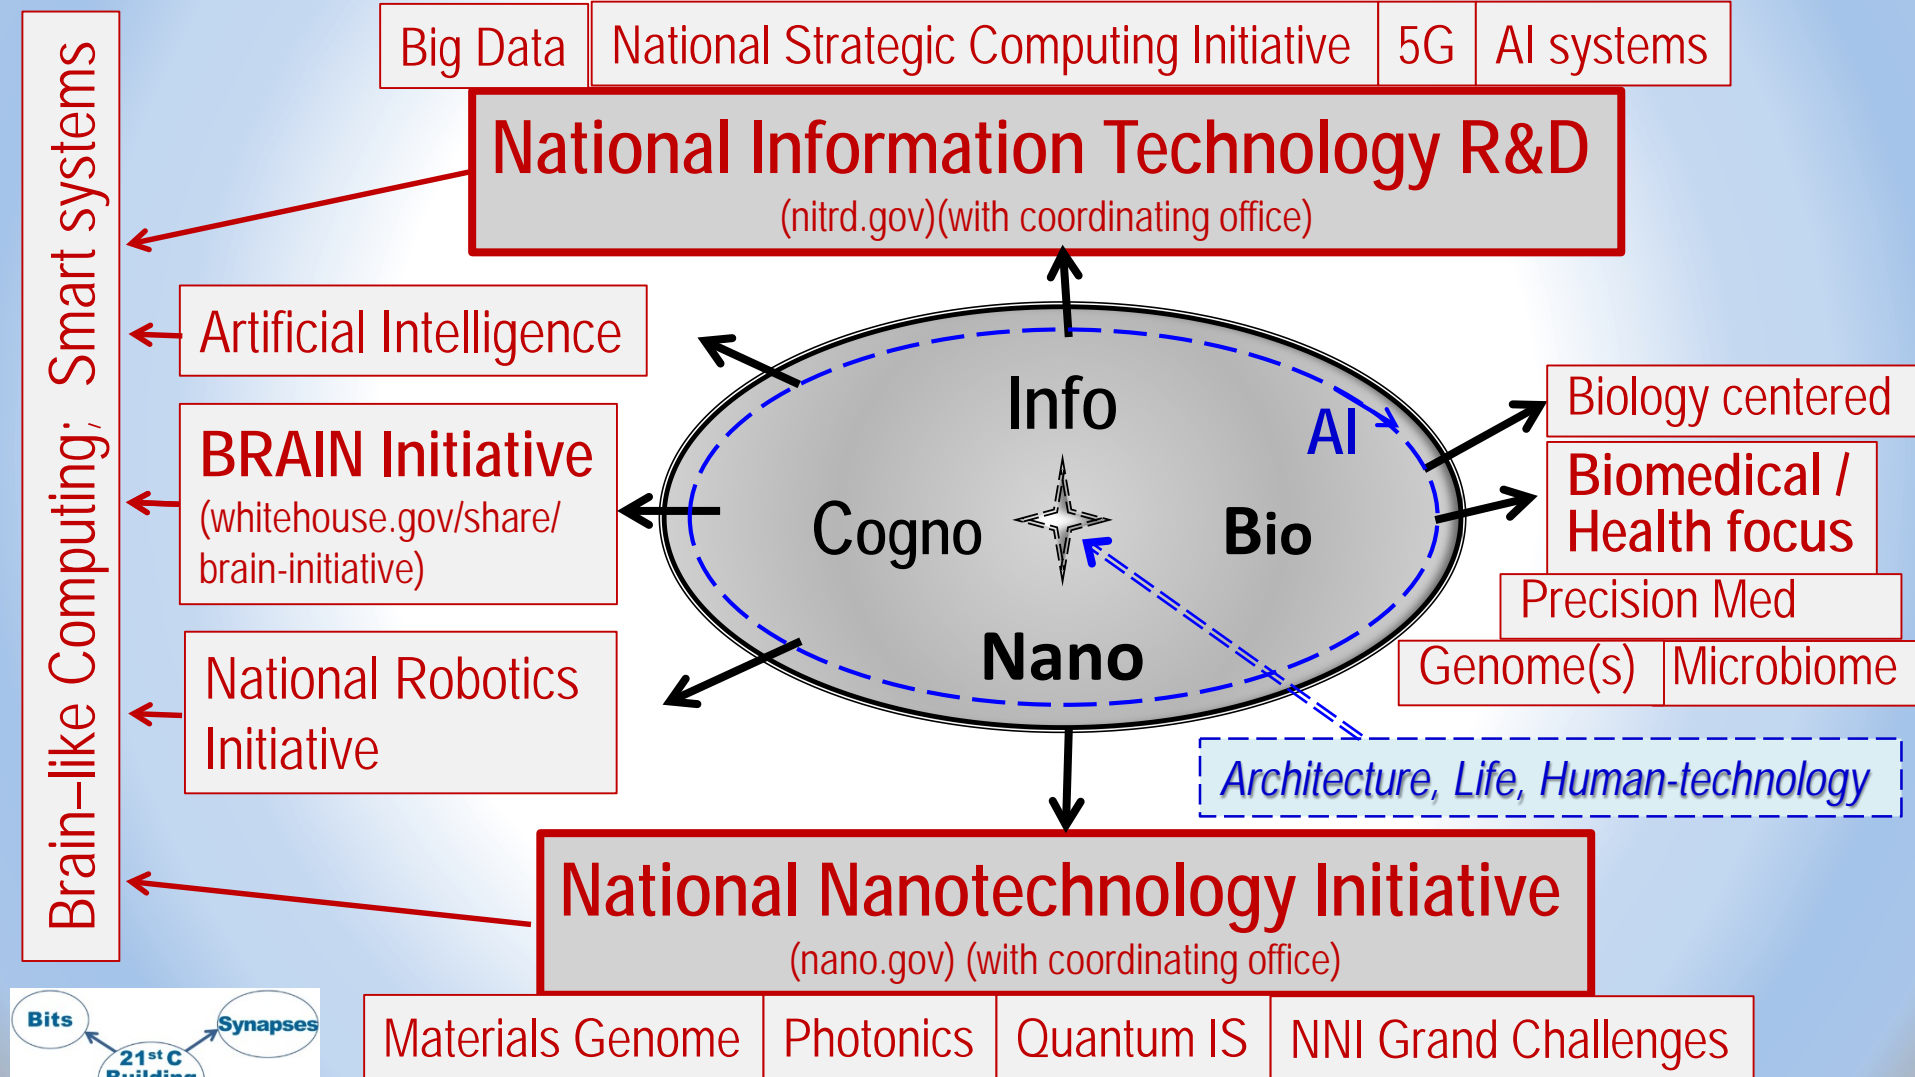 Big Data
National Strategic Computing Initiative
5G
AI systems
National Information Technology R&D
(nitrd.gov)(with coordinating office)
Brain–like Computing; Smart systems
Artificial Intelligence
BRAIN Initiative
(whitehouse.gov/share/
brain-initiative)
National Robotics
Initiative
Info
AI
Cogno
Bio
Nano
Biology centered
Biomedical /
Health focus
Precision Med
Genome(s)
Microbiome
Architecture, Life, Human-technology
National Nanotechnology Initiative
(nano.gov) (with coordinating office)
Materials Genome
Photonics
Quantum IS
NNI Grand Challenges
Bits
Synapses
21st C
Building